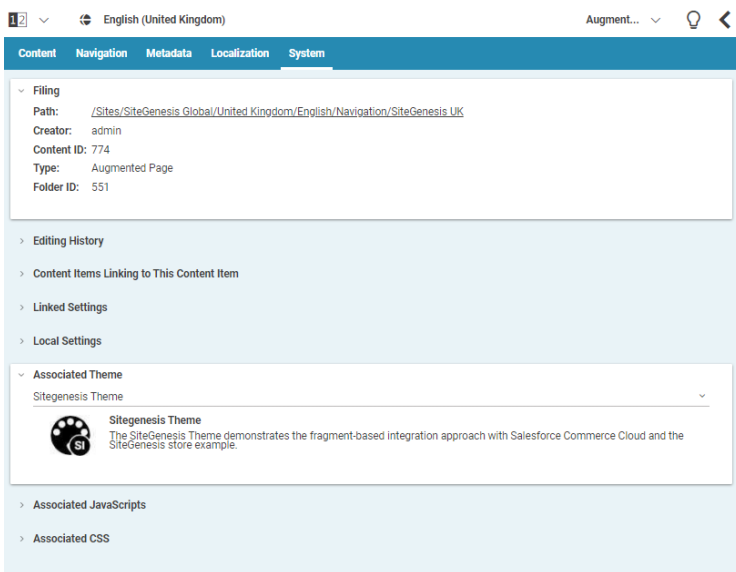 12 English (United Kingdom) Augment...
Content Navigation Metadata Localization System
Filing
Path: /Sites/SiteGenesis Global/United Kingdom/English/Navigation/SiteGenesis UK
Creator: admin
Content ID: 774
Type: Augmented Page
Folder ID: 551
Editing History
Content Items Linking to This Content Item
Linked Settings
Local Settings
Associated Theme
Sitegenesis Theme
Sitegenesis Theme
The SiteGenesis Theme demonstrates the fragment-based integration approach with Salesforce Commerce Cloud and the
SI
SiteGenesis store example.
Associated JavaScripts
Associated CSS